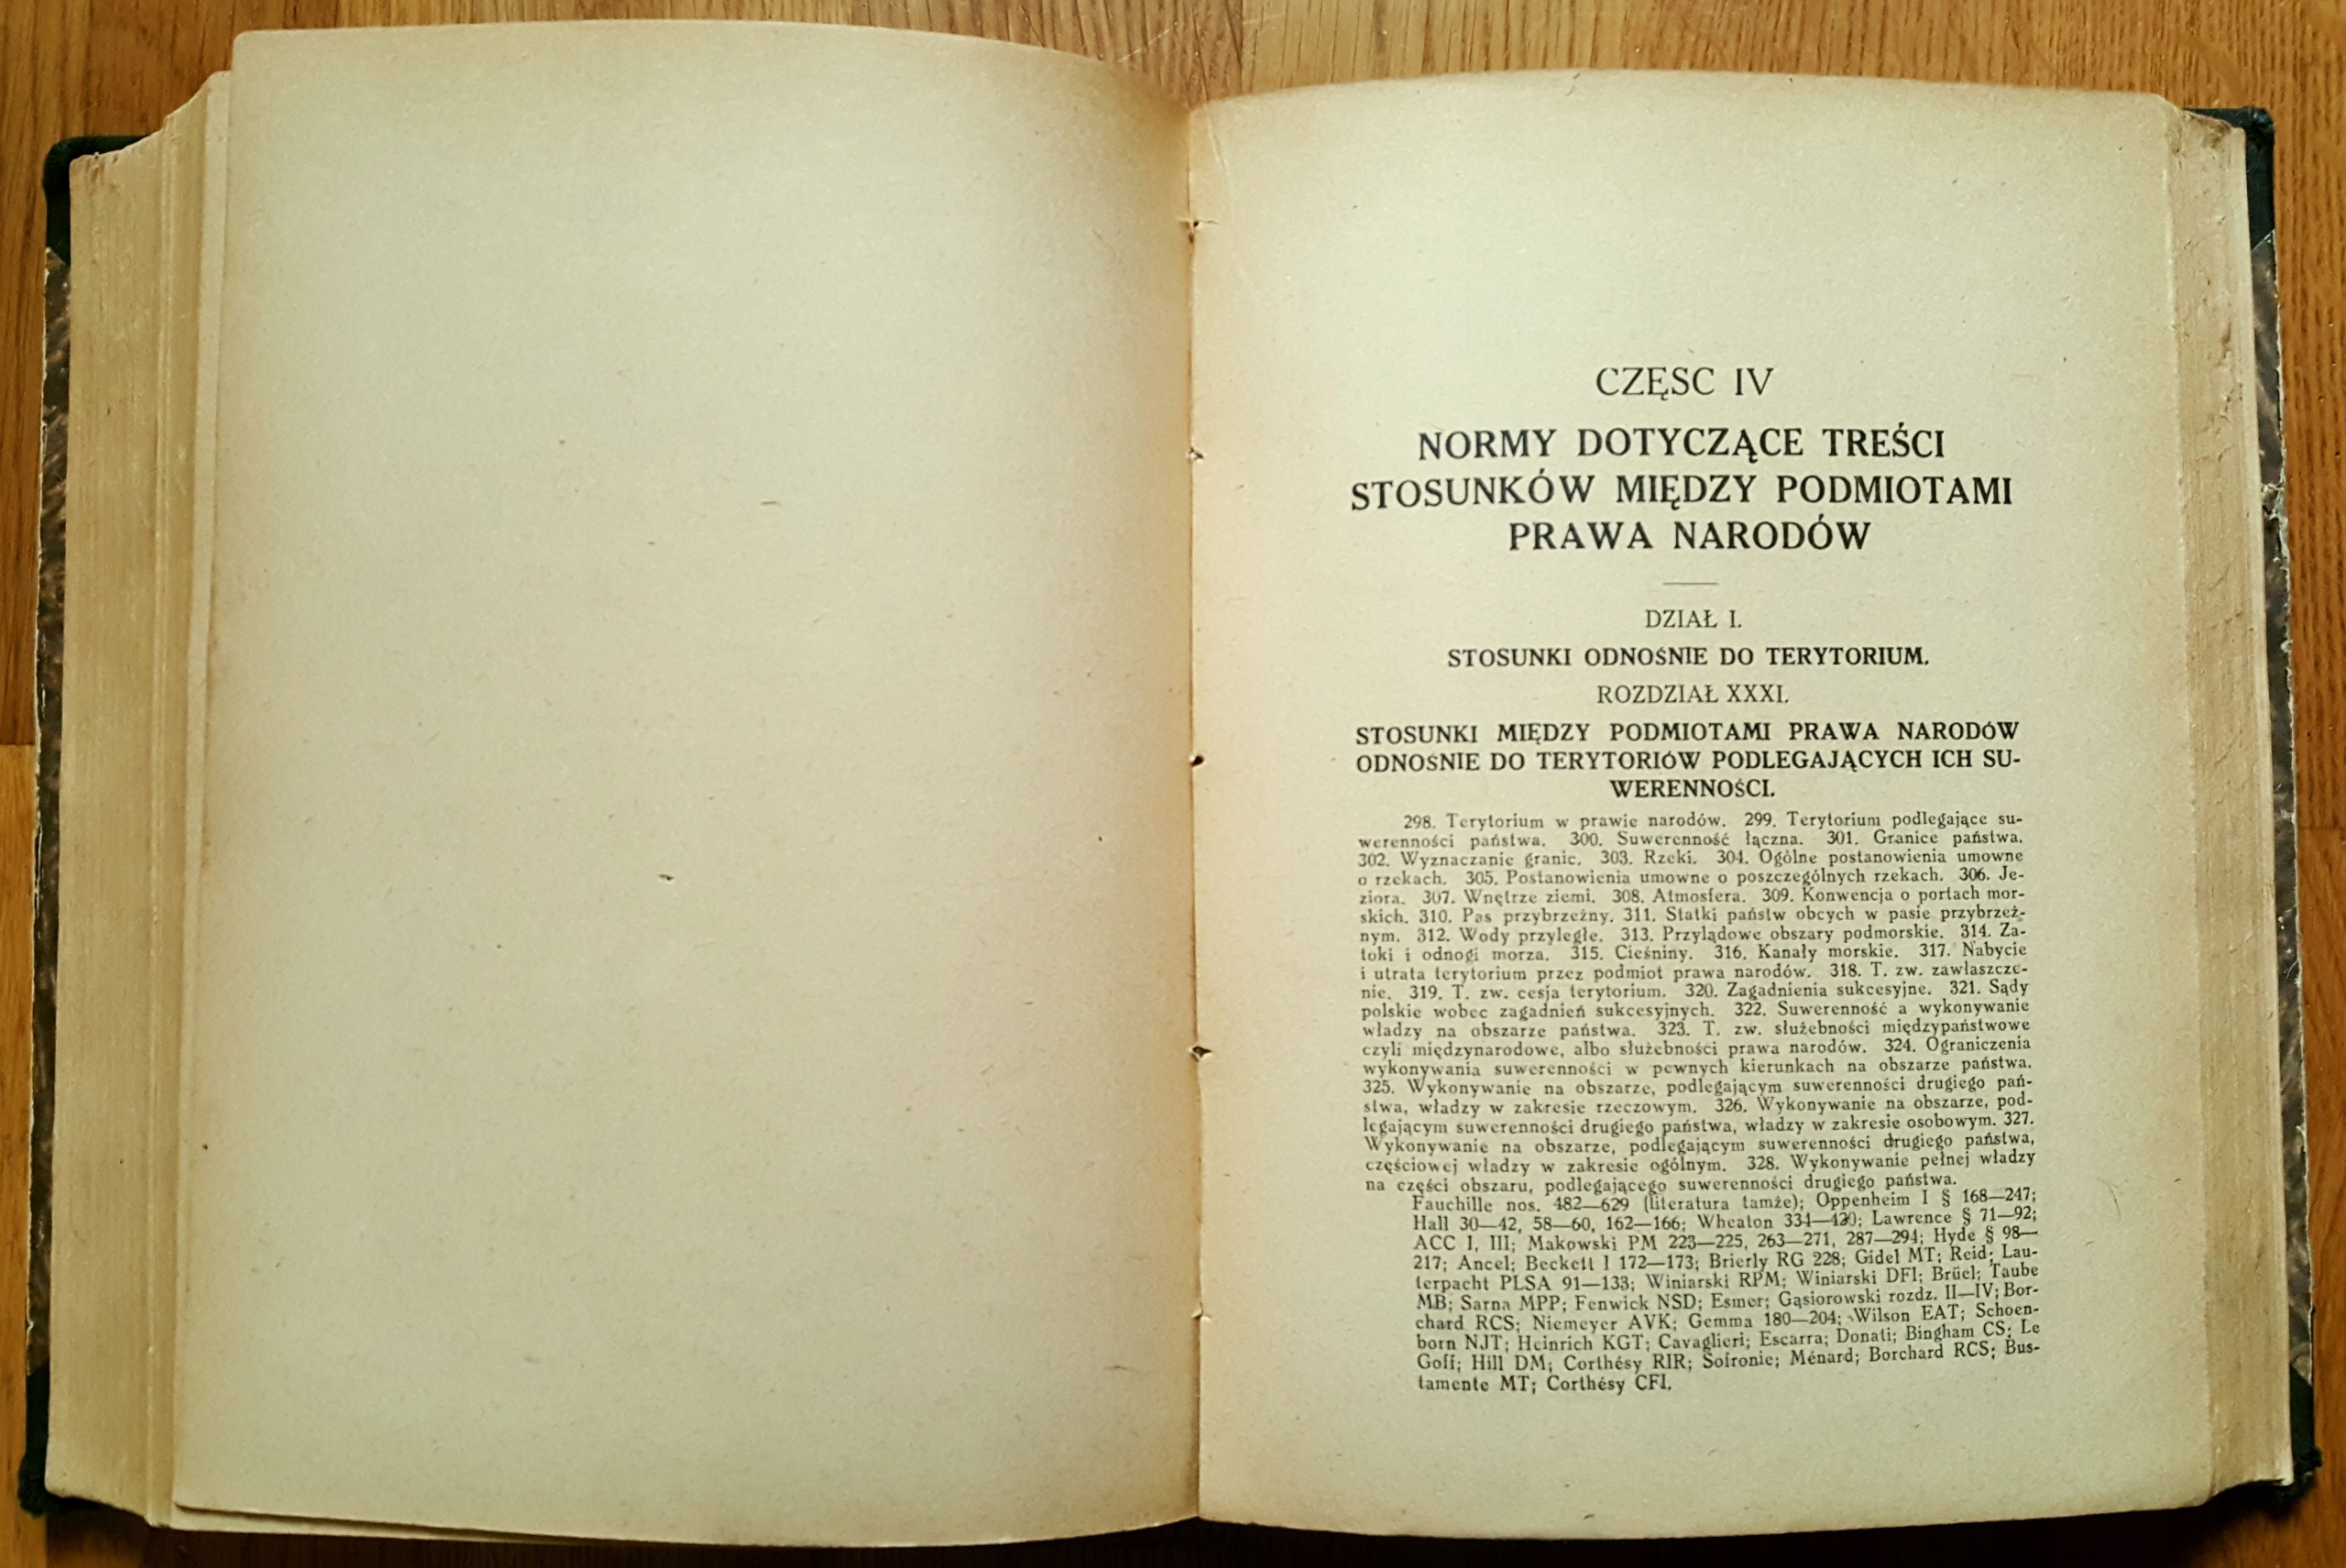 CZĘSC IV
NORMY DOTYCZĄCE TREŚCI
STOSUNKÓW MIĘDZY PODMIOTAMI
PRAWA NARODÓW
DZIAŁ I.
STOSUNKI ODNOŚNIE DO TERYTORIUM.
ROZDZIAŁ XXXI.
STOSUNKI MIĘDZY PODMIOTAMI PRAWA NARODÓW
ODNOŚNIE DO TERYTORIÓW PODLEGAJĄCYCH ICH SU-
WERENNOŚCI.
298. Terytorium w prawie narodów. 299. Terytorium podlegające su-
werenności państwa. 300. Suwerenność łączna. 301. Granice państwa.
302. Wyznaczanie granic. 303. Rzeki. 304. Ogólne postanowienia umowne
o rzekach. 305. Postanowienia umowne o poszczególnych rzekach. 306. Je-
ziora. 307. Wnętrze ziemi. 308. Atmosfera. 309. Konwencja o portach mor-
skich. 310. Pas przybrzeżny. 311. Statki państw obcych w pasie przybrzeż-
nym. 312. Wody przyległe. 313. Przylądowe obszary podmorskie. 314. Za-
toki i odnogi morza. 315. Cieśniny. 316. Kanały morskie. 317. Nabycie
i utrata terytorium przez podmiot prawa narodów. 318. T. zw. zawłaszcze-
nie. 319. T. zw. cesja terytorium. 320. Zagadnienia sukcesyjne. 321. Sądy
polskie wobec zagadnień sukcesyjnych. 322. Suwerenność a wykonywanie
władzy na obszarze państwa. 323. T. zw. służebności międzypaństwowe
czyli międzynarodowe, albo służebności prawa narodów. 324. Ograniczenia
wykonywania suwerenności w pewnych kierunkach na obszarze państwa.
325. Wykonywanie na obszarze, podlegającym suwerenności drugiego pań-
stwa, władzy w zakresie rzeczowym. 326. Wykonywanie na obszarze, pod-
legającym suwerenności drugiego państwa, władzy w zakresie osobowym. 327.
Wykonywanie na obszarze, podlegającym suwerenności drugiego państwa,
częściowej władzy w zakresie ogólnym. 328. Wykonywanie pełnej władzy
na części obszaru, podlegającego suwerenności drugiego państwa.
Fauchille nos. 482—629 (literatura tamże); Oppenheim I § 168—247;
Hall 30—42, 58—60, 162—166; Wheaton 334—420; Lawrence § 71—92;
ACC I, III; Makowski PM 223—225, 263—271, 287—294; Hyde § 98—
217; Ancel; Beckett I 172—173; Brierly RG 228; Gidel MT; Reid; Lau-
terpacht PLSA 91—133; Winiarski RPM; Winiarski DFI; Brüel; Taube
MB; Sarna MPP; Fenwick NSD; Esmer; Gąsiorowski rozdz. II—IV; Bor-
chard RCS; Niemeyer AVK; Gemma 180—204; Wilson EAT; Schoen-
born NJT; Heinrich KGT; Cavaglieri; Escarra; Donati; Bingham CS; Le
Goff; Hill DM; Corthésy RIR; Sofronie; Ménard; Borchard RCS; Bus-
tamente MT; Corthésy CFI.